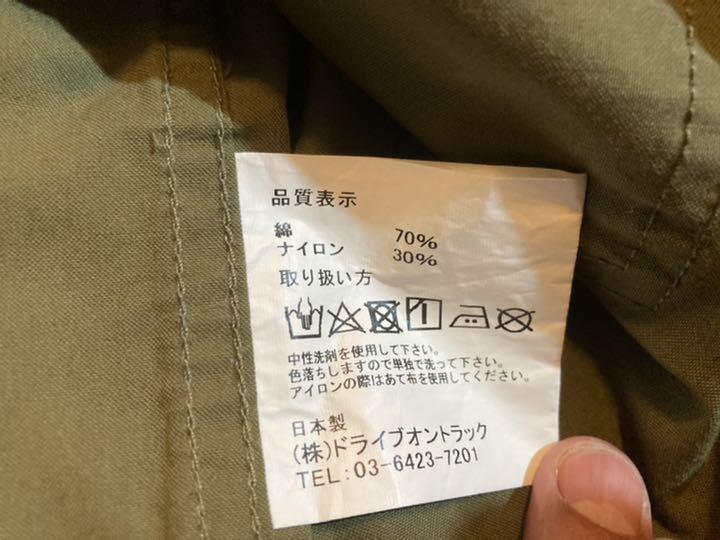 品質表示
綿 70%
ナイロン 30%
取り扱い方
中性洗剤を使用して下さい。
色落ちしますので単独で洗って下さい。
アイロンの際はあて布を使用してください。
日本製
(株)ドライブオントラック
TEL:03-6423-7201